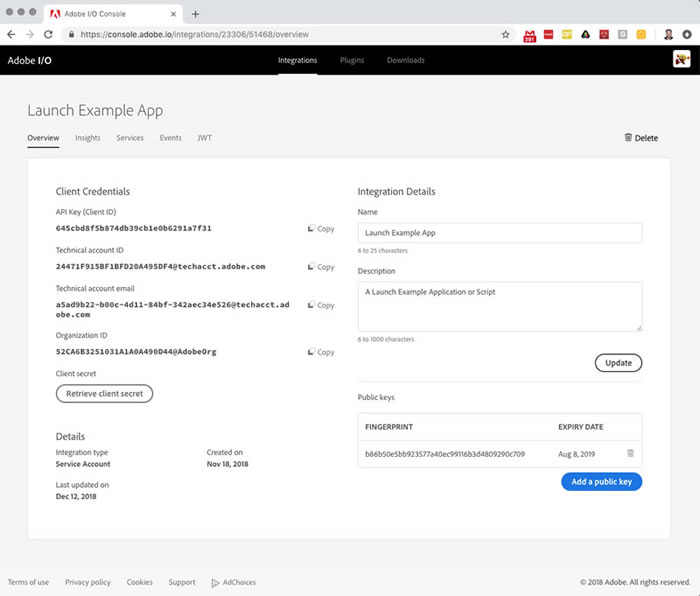 Adobe I/O Console
https://console.adobe.io/integrations/23306/51468/overview
391
Adobe I/O
Integrations
Plugins
Downloads
Launch Example App
Overview
Insights
Services
Events
JWT
Delete
Client Credentials
API Key (Client ID)
645cbd8f5b874db39cb1e0b6291a7f31
Copy
Technical account ID
24471F915BF1BFD20A495DF4@techacct.adobe.com
Copy
Technical account email
a5ad9b22-b00c-4d11-84bf-342aec34e526@techacct.ad
obe.com
Copy
Organization ID
52CA6B3251031A1A0A490D44@AdobeOrg
Copy
Client secret
Retrieve client secret
Details
Integration type
Service Account
Created on
Nov 18, 2018
Last updated on
Dec 12, 2018
Integration Details
Name
Launch Example App
6 to 25 characters
Description
A Launch Example Application or Script
6 to 1000 characters
Update
Public keys
FINGERPRINT
EXPIRY DATE
b86b50e5bb923577a40ec99116b3d4809290c709
Aug 8, 2019
Add a public key
Terms of use
Privacy policy
Cookies
Support
AdChoices
© 2018 Adobe. All rights reserved.